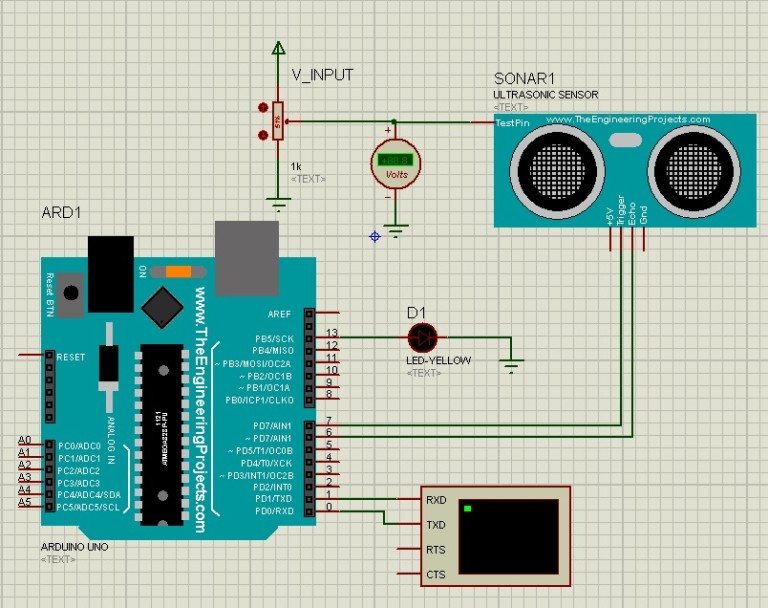 V_INPUT
1k
<TEXT>
+88.8
Volts
SONAR1
ULTRASONIC SENSOR
<TEXT>
www.TheEngineeringProjects.com
TestPin
+5V
Trigger
Echo
Gnd
ARD1
ON
Reset BTN
www.TheEngineeringProjects.com
RESET
ANALOG IN
AREF
PB5/SCK 13
PB4/MISO 12
~ PB3/MOSI/OC2A 11
~ PB2/OC1B 10
~ PB1/OC1A 9
PB0/ICP1/CLKO 8
PD7/AIN1 7
~ PD7/AIN1 6
~ PD5/T1/OC0B 5
PD4/T0/XCK 4
~ PD3/INT1/OC2B 3
PD2/INT0 2
PD1/TXD 1
PD0/RXD 0
A0 PC0/ADC0
A1 PC1/ADC1
A2 PC2/ADC2
A3 PC3/ADC3
A4 PC4/ADC4/SDA
A5 PC5/ADC5/SCL
ARDUINO UNO
<TEXT>
D1
LED-YELLOW
<TEXT>
RXD
TXD
RTS
CTS